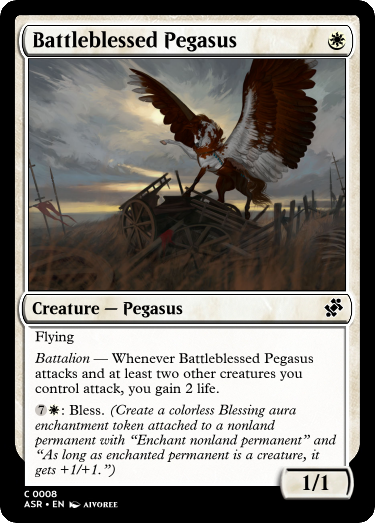 Battleblessed Pegasus
Creature — Pegasus
Flying
Battalion — Whenever Battleblessed Pegasus
attacks and at least two other creatures you
control attack, you gain 2 life.
7: Bless. (Create a colorless Blessing aura
enchantment token attached to a nonland
permanent with “Enchant nonland permanent” and
“As long as enchanted permanent is a creature, it
gets +1/+1.”)
1/1
C 0008
ASR • EN AIVOREE